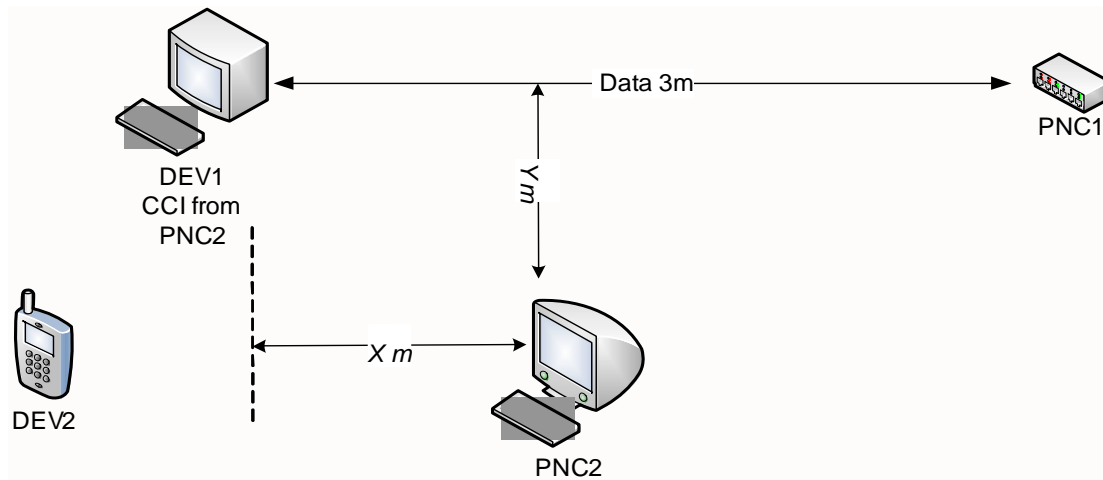 Data 3m
PNC1
DEV1
CCI from
PNC2
Y m
X m
DEV2
PNC2